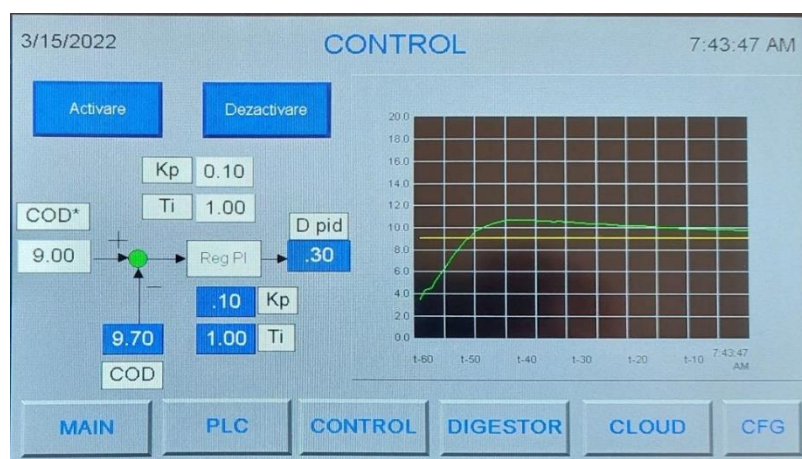 3/15/2022 CONTROL 7:43:47 AM
Activare Dezactivare
Kp 0.10
Ti 1.00
COD*
9.00
+
Reg PI
D pid
.30
−
.10 Kp
1.00 Ti
9.70
COD
20.0
18.0
16.0
14.0
12.0
10.0
8.0
6.0
4.0
2.0
0.0
t-60 t-50 t-40 t-30 t-20 t-10 7:43:47
AM
MAIN PLC CONTROL DIGESTOR CLOUD CFG